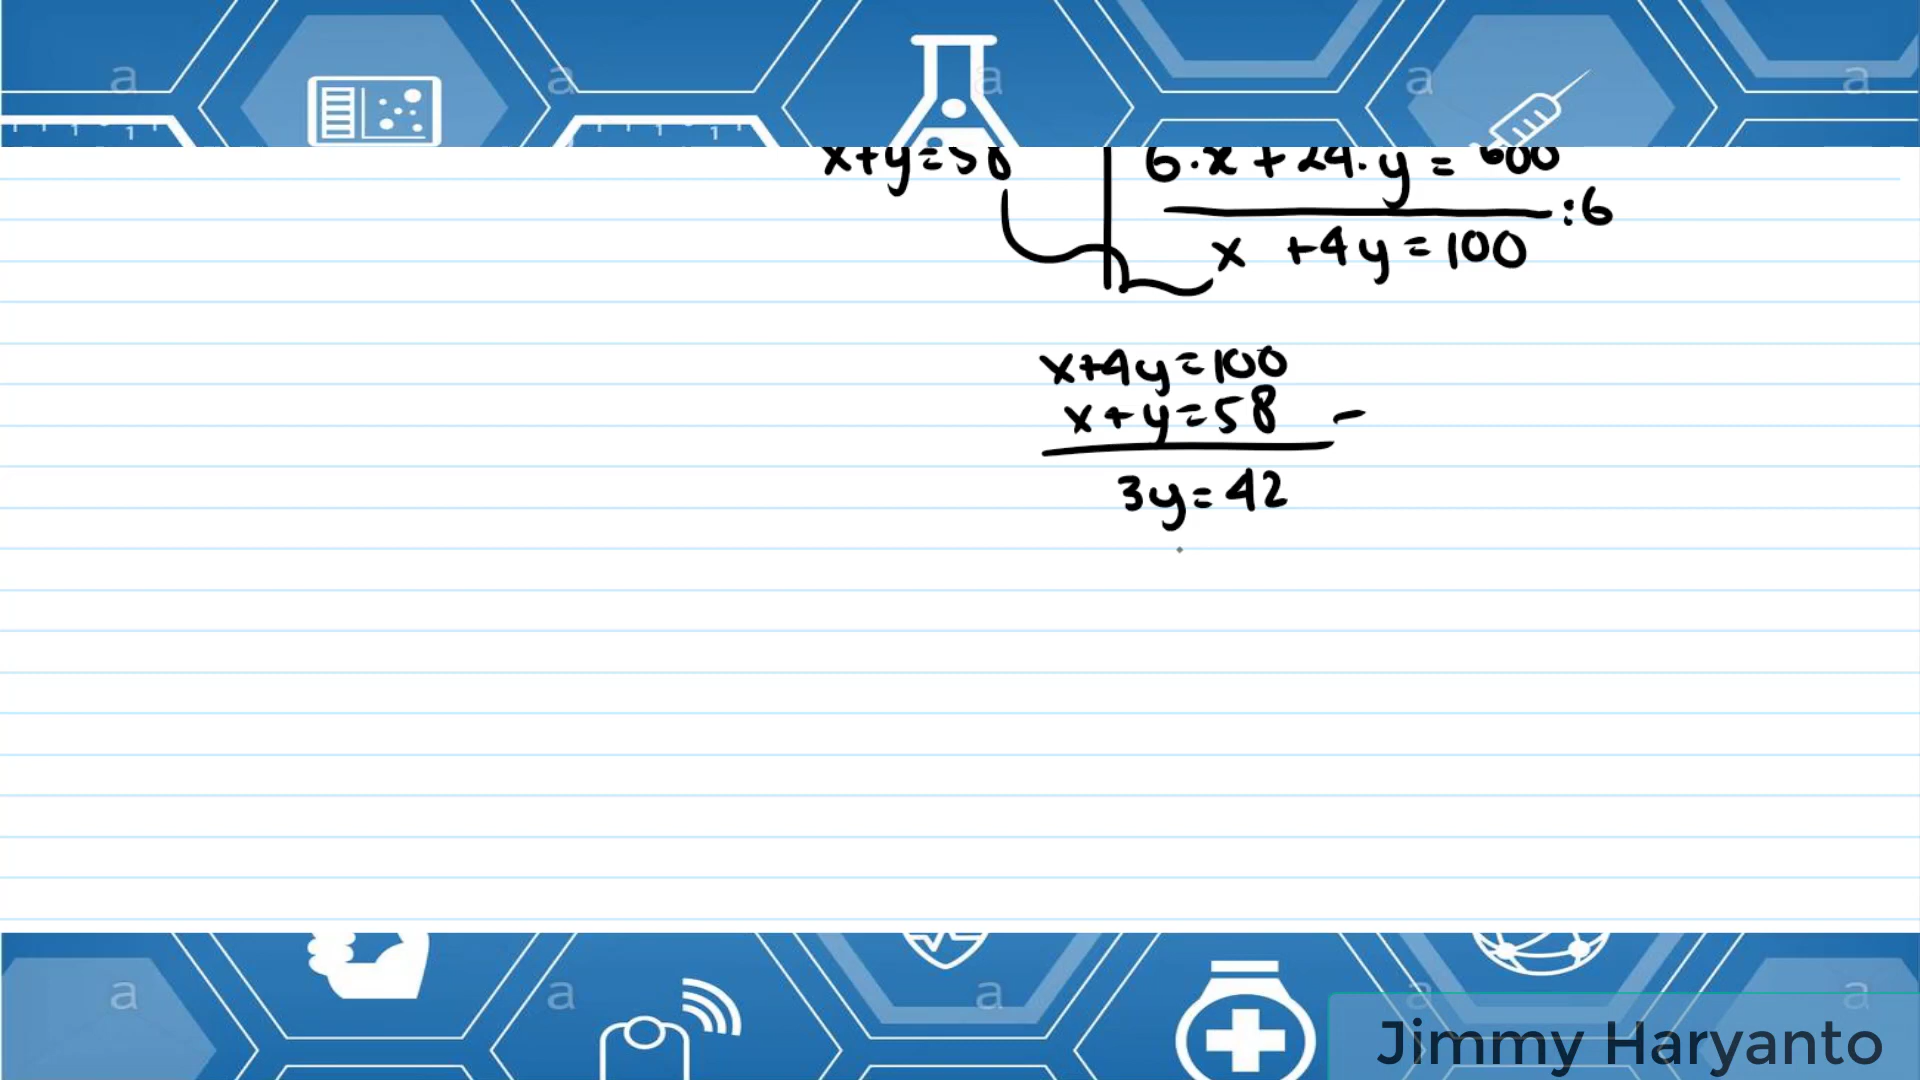 x+y=58
6·x+24·y=600
:6
x +4y=100
x+4y=100
x+y=58 -
3y=42
Jimmy Haryanto